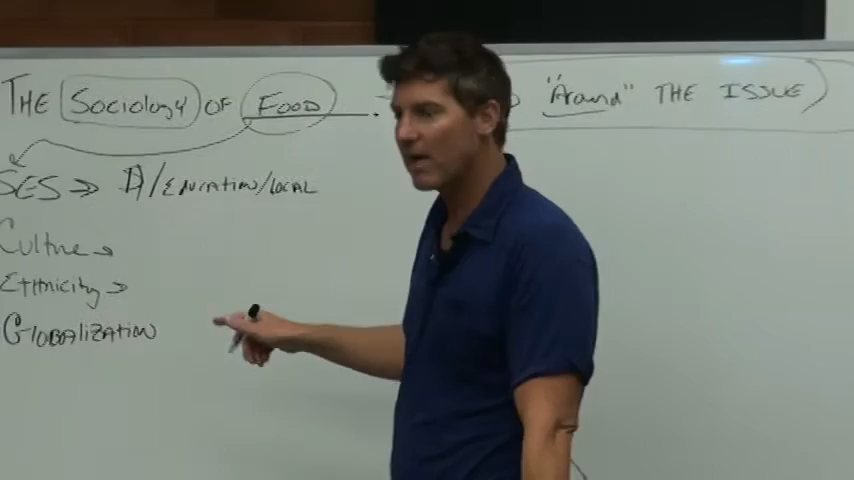 THE Sociology OF FOOD "Around" THE ISSUE
SES → /EDUCATION/LOCAL
Culture →
ETHNICITY →
GLOBALIZATION